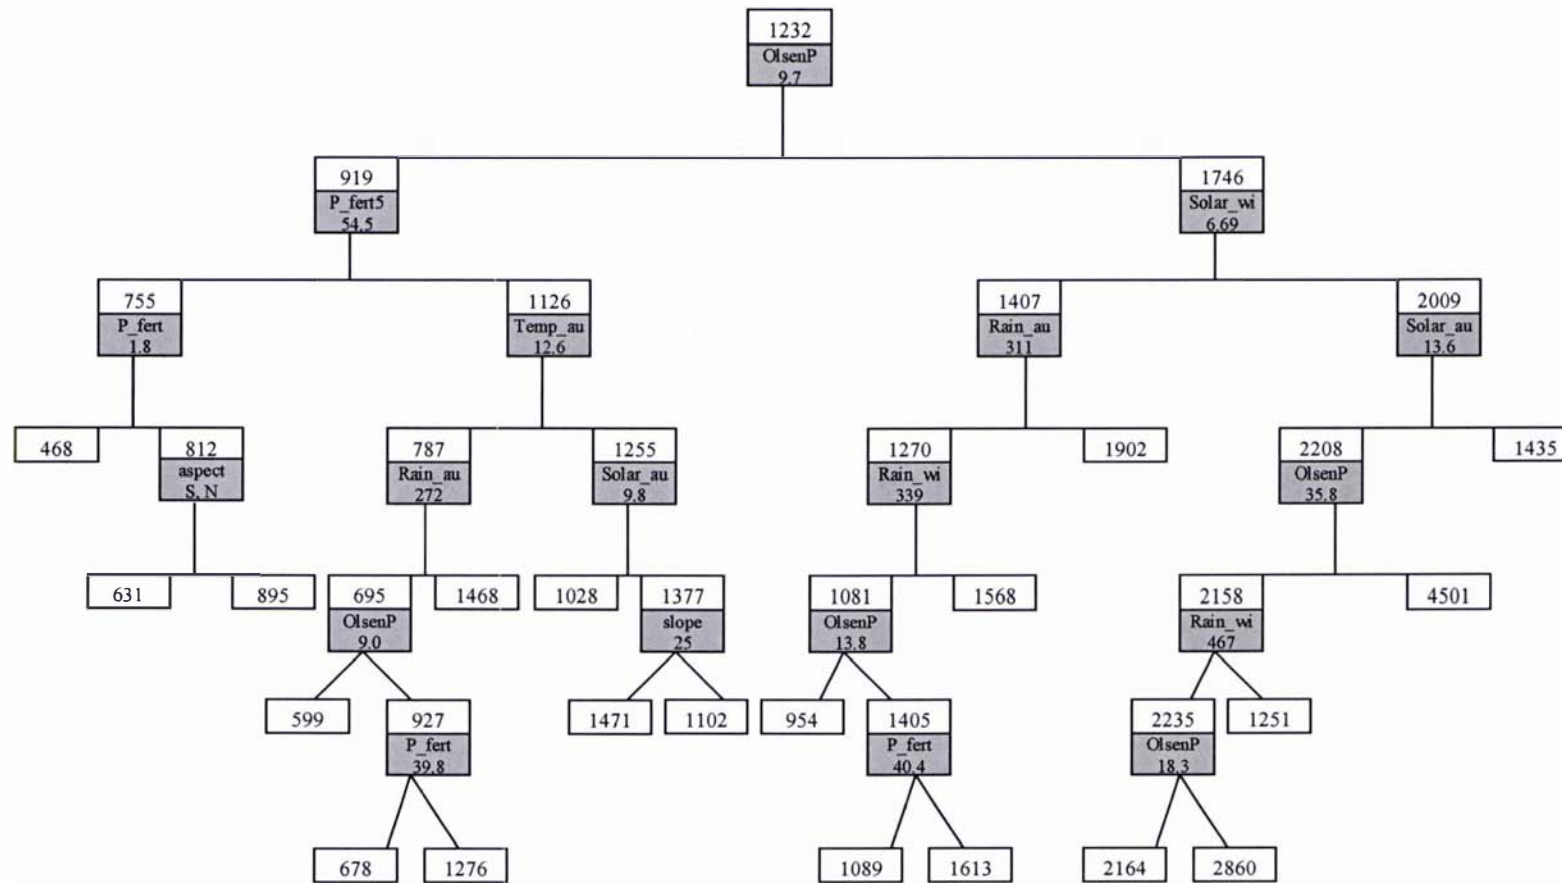 1232
OlsenP
9.7
919
P_fert5
54.5
1746
Solar_wi
6.69
755
P_fert
1.8
1126
Temp_au
12.6
1407
Rain_au
311
2009
Solar_au
13.6
468
812
aspect
S, N
787
Rain_au
272
1255
Solar_au
9.8
1270
Rain_wi
339
1902
2208
OlsenP
35.8
1435
631
895
695
OlsenP
9.0
1468
1028
1377
slope
25
1081
OlsenP
13.8
1568
2158
Rain_wi
467
4501
599
927
P_fert
39.8
1471
1102
954
1405
P_fert
40.4
2235
OlsenP
18.3
1251
678
1276
1089
1613
2164
2860